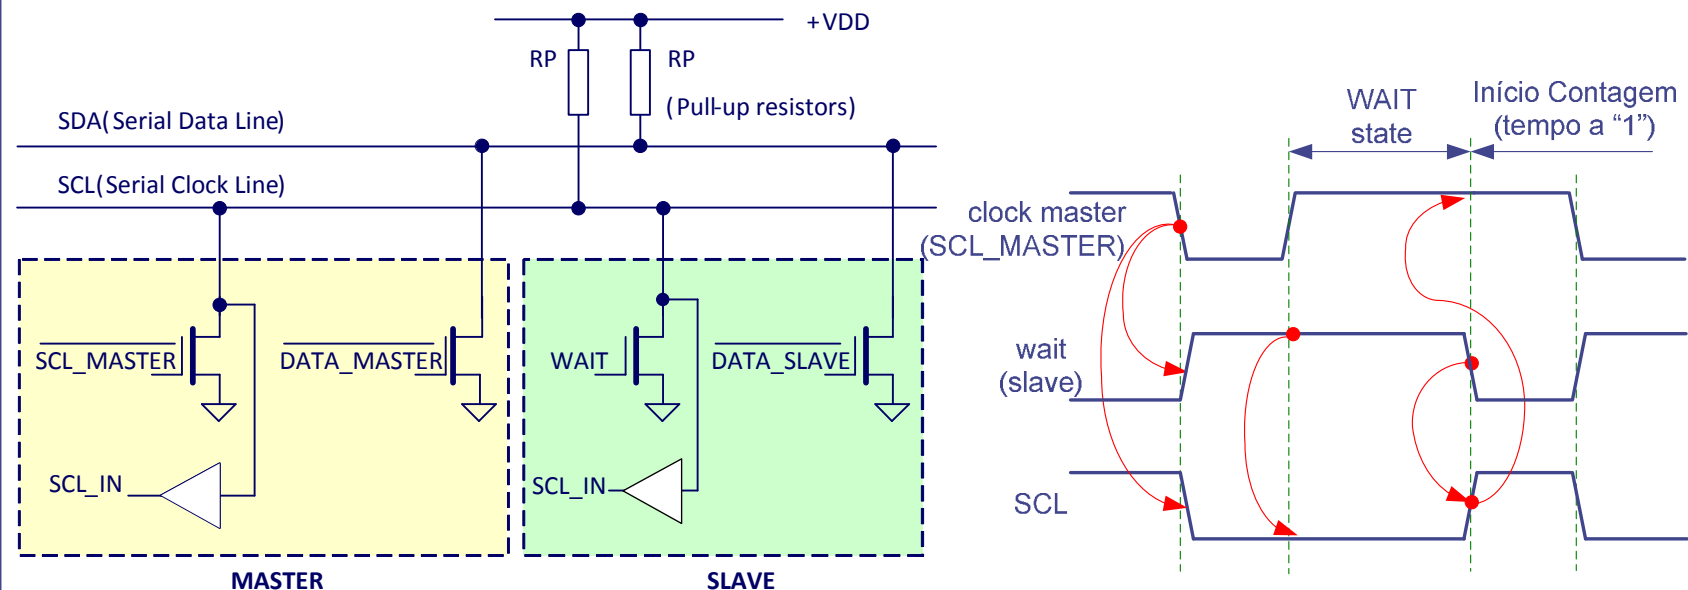 +VDD
RP
RP
(Pull-up resistors)
SDA(Serial Data Line)
SCL(Serial Clock Line)
SCL_MASTER
DATA_MASTER
WAIT
DATA_SLAVE
SCL_IN
SCL_IN
MASTER
SLAVE
WAIT
state
Início Contagem
(tempo a “1”)
clock master
(SCL_MASTER)
wait
(slave)
SCL